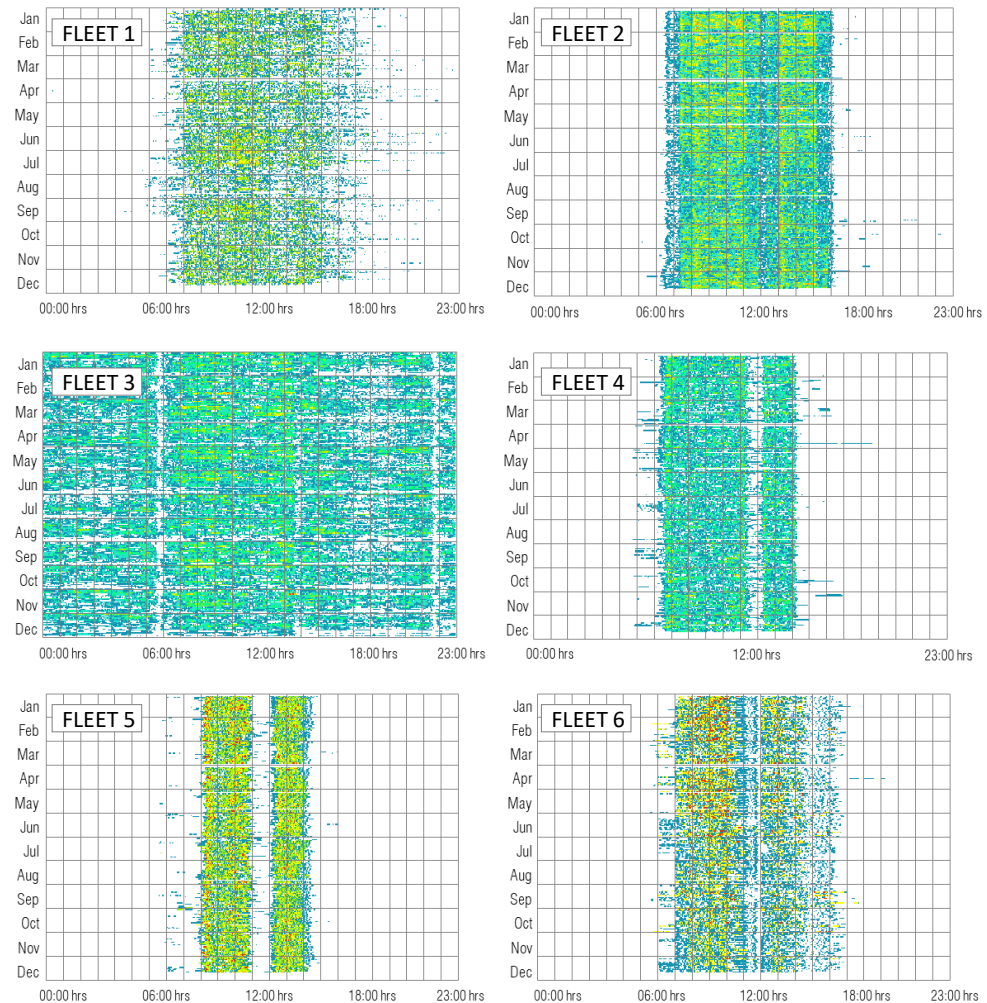 FLEET 1
Jan
Feb
Mar
Apr
May
Jun
Jul
Aug
Sep
Oct
Nov
Dec
00:00 hrs 06:00 hrs 12:00 hrs 18:00 hrs 23:00 hrs
FLEET 2
Jan
Feb
Mar
Apr
May
Jun
Jul
Aug
Sep
Oct
Nov
Dec
00:00 hrs 06:00 hrs 12:00 hrs 18:00 hrs 23:00 hrs
FLEET 3
Jan
Feb
Mar
Apr
May
Jun
Jul
Aug
Sep
Oct
Nov
Dec
00:00 hrs 06:00 hrs 12:00 hrs 18:00 hrs 23:00 hrs
FLEET 4
Jan
Feb
Mar
Apr
May
Jun
Jul
Aug
Sep
Oct
Nov
Dec
00:00 hrs 12:00 hrs 23:00 hrs
FLEET 5
Jan
Feb
Mar
Apr
May
Jun
Jul
Aug
Sep
Oct
Nov
Dec
00:00 hrs 06:00 hrs 12:00 hrs 18:00 hrs 23:00 hrs
FLEET 6
Jan
Feb
Mar
Apr
May
Jun
Jul
Aug
Sep
Oct
Nov
Dec
00:00 hrs 06:00 hrs 12:00 hrs 18:00 hrs 23:00 hrs